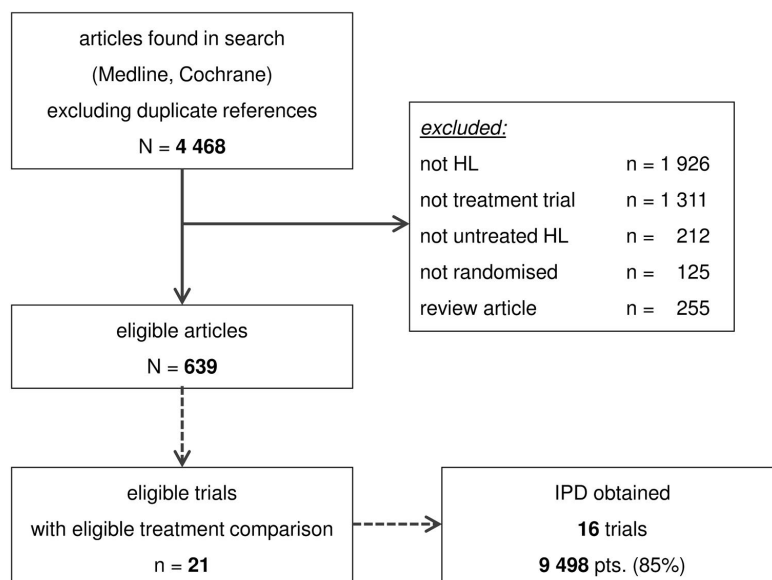 articles found in search
(Medline, Cochrane)
excluding duplicate references
N = 4 468
excluded:
not HL n = 1 926
not treatment trial n = 1 311
not untreated HL n = 212
not randomised n = 125
review article n = 255
eligible articles
N = 639
eligible trials
with eligible treatment comparison
n = 21
IPD obtained
16 trials
9 498 pts. (85%)